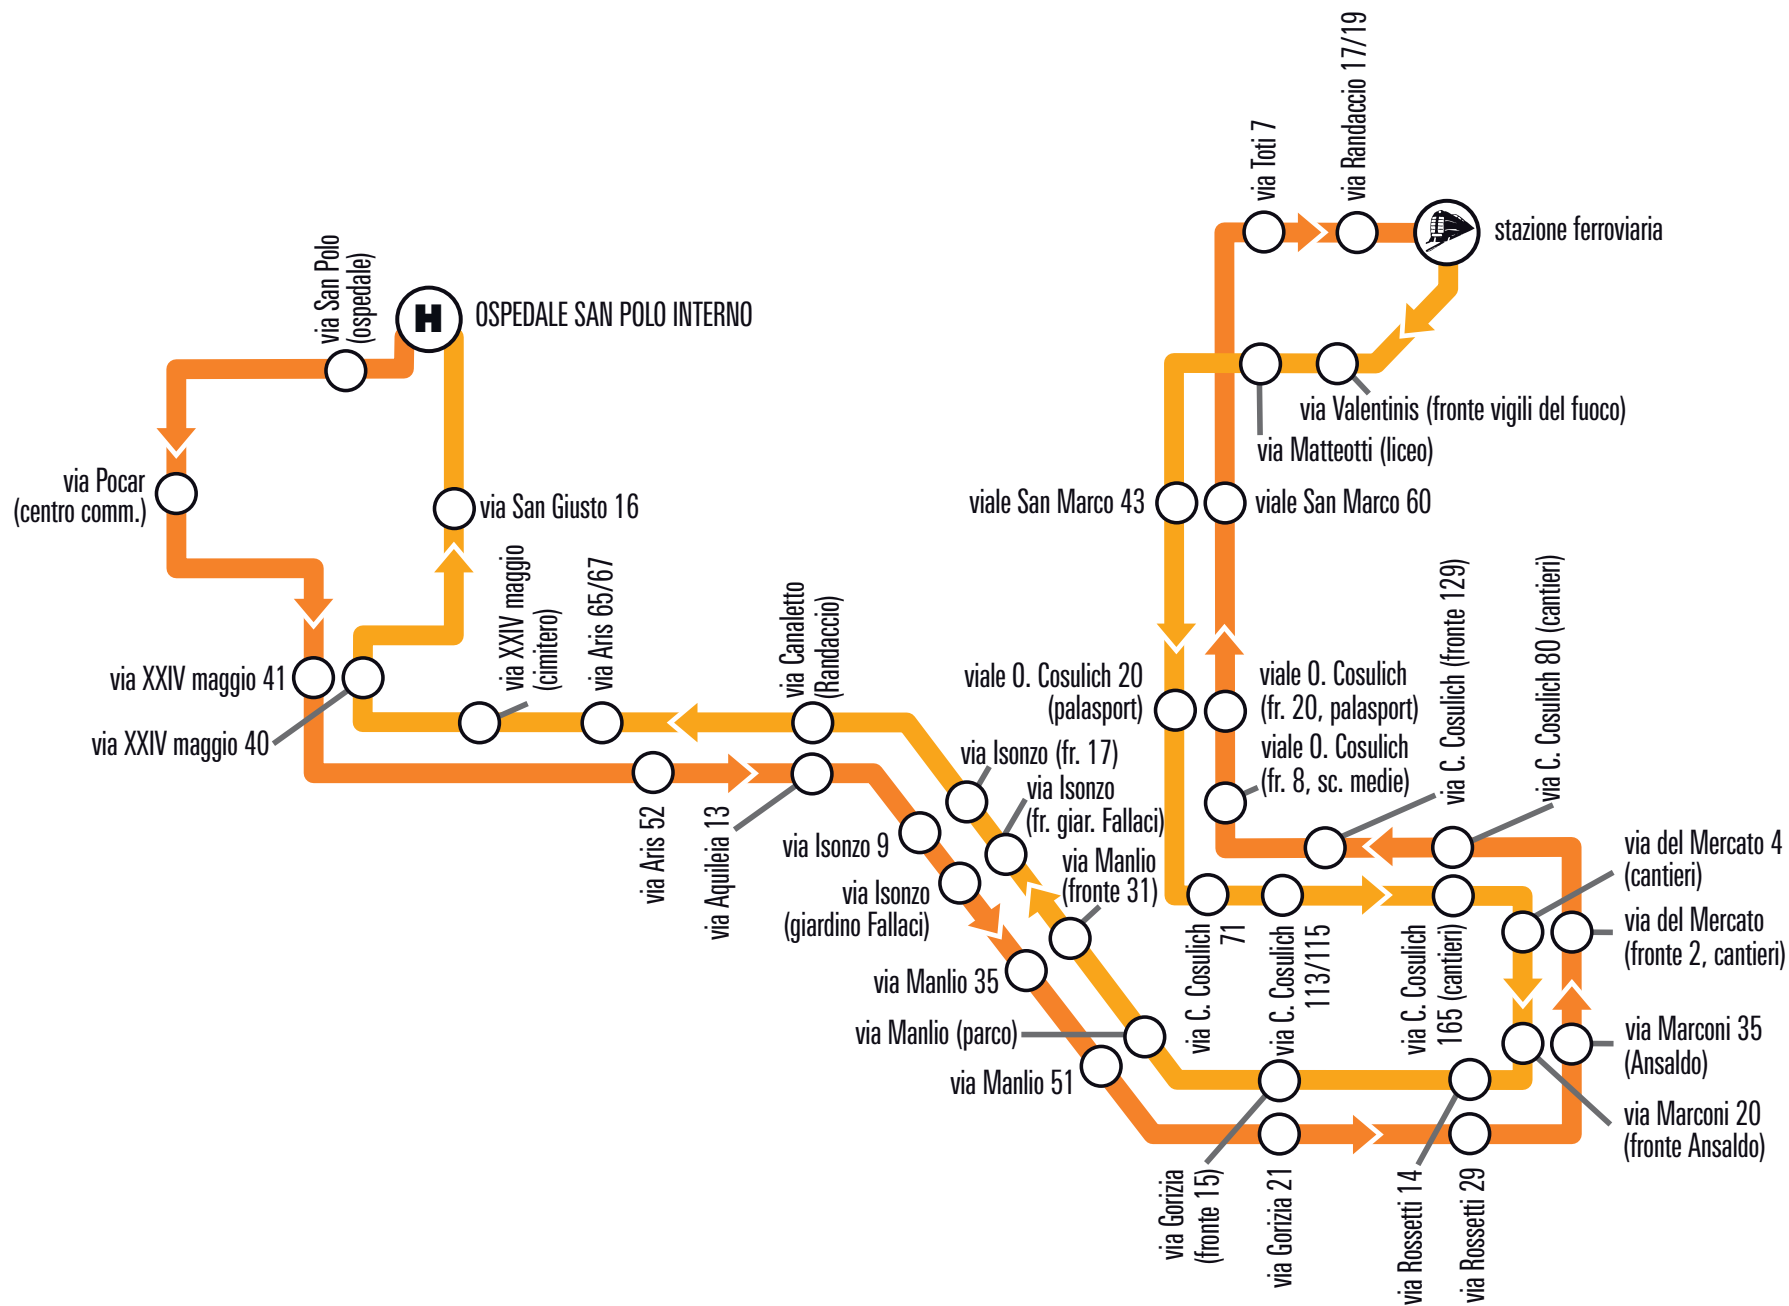 via Toti 7
via Randaccio 17/19
stazione ferroviaria
via San Polo
(ospedale)
H
OSPEDALE SAN POLO INTERNO
via Valentinis (fronte vigili del fuoco)
via Matteotti (liceo)
via Pocar
(centro comm.)
via San Giusto 16
viale San Marco 43
viale San Marco 60
via XXIV maggio
(cimitero)
via Aris 65/67
via Canaletto
(Randaccio)
via C. Cosulich (fronte 129)
via C. Cosulich 80 (cantieri)
via XXIV maggio 41
via XXIV maggio 40
viale O. Cosulich 20
(palasport)
viale O. Cosulich
(fr. 20, palasport)
viale O. Cosulich
(fr. 8, sc. medie)
via Isonzo (fr. 17)
via Isonzo
(fr. giar. Fallaci)
via Manlio
(fronte 31)
via Aris 52
via Aquileia 13
via Isonzo 9
via Isonzo
(giardino Fallaci)
via Manlio 35
via Manlio (parco)
via Manlio 51
via C. Cosulich
71
via C. Cosulich
113/115
via C. Cosulich
165 (cantieri)
via del Mercato 4
(cantieri)
via del Mercato
(fronte 2, cantieri)
via Marconi 35
(Ansaldo)
via Marconi 20
(fronte Ansaldo)
via Gorizia
(fronte 15)
via Gorizia 21
via Rossetti 14
via Rossetti 29